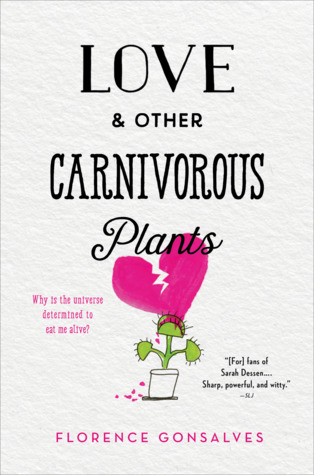 LOVE
& OTHER
CARNIVOROUS
Plants
Why is the universe
determined to
eat me alive?
“[For] fans of
Sarah Dessen....
Sharp, powerful, and witty.”
—SLJ
FLORENCE GONSALVES